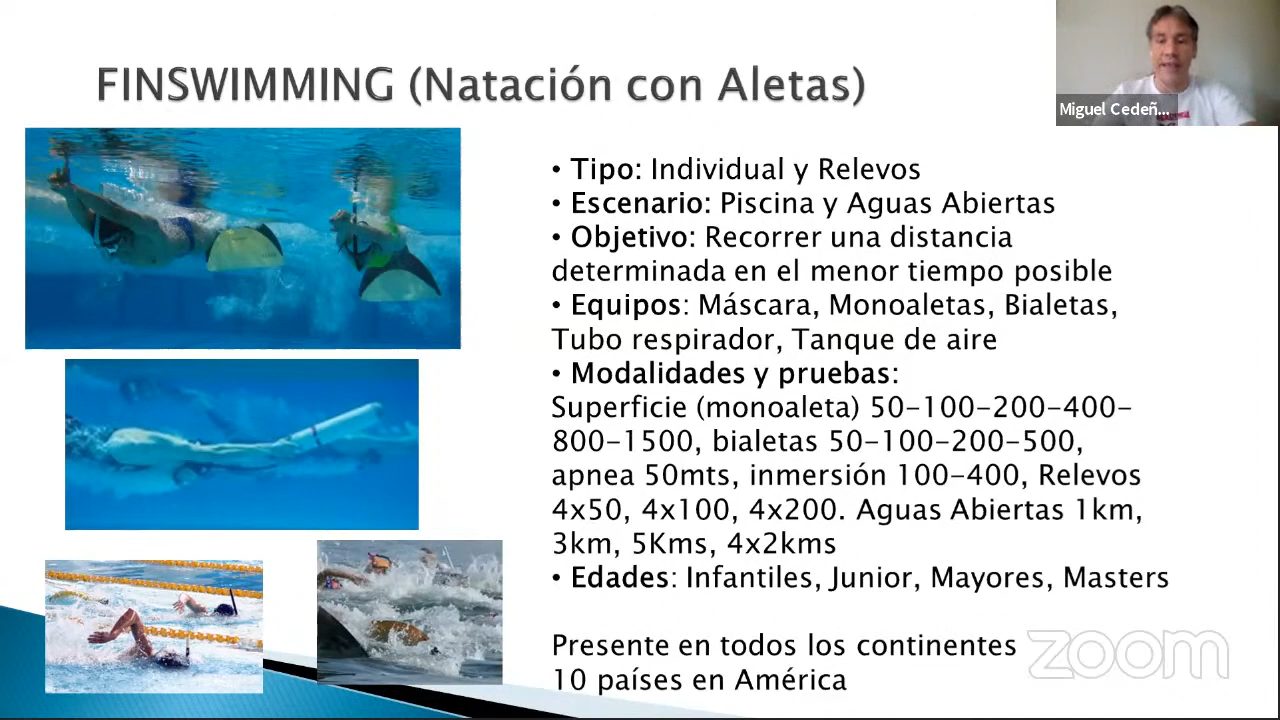 FINSWIMMING (Natación con Aletas)
Miguel Cedeñ...
• Tipo: Individual y Relevos
• Escenario: Piscina y Aguas Abiertas
• Objetivo: Recorrer una distancia
determinada en el menor tiempo posible
• Equipos: Máscara, Monoaletas, Bialetas,
Tubo respirador, Tanque de aire
• Modalidades y pruebas:
Superficie (monoaleta) 50-100-200-400-
800-1500, bialetas 50-100-200-500,
apnea 50mts, inmersión 100-400, Relevos
4x50, 4x100, 4x200. Aguas Abiertas 1km,
3km, 5Kms, 4x2kms
• Edades: Infantiles, Junior, Mayores, Masters
Presente en todos los continentes
10 países en América
zoom